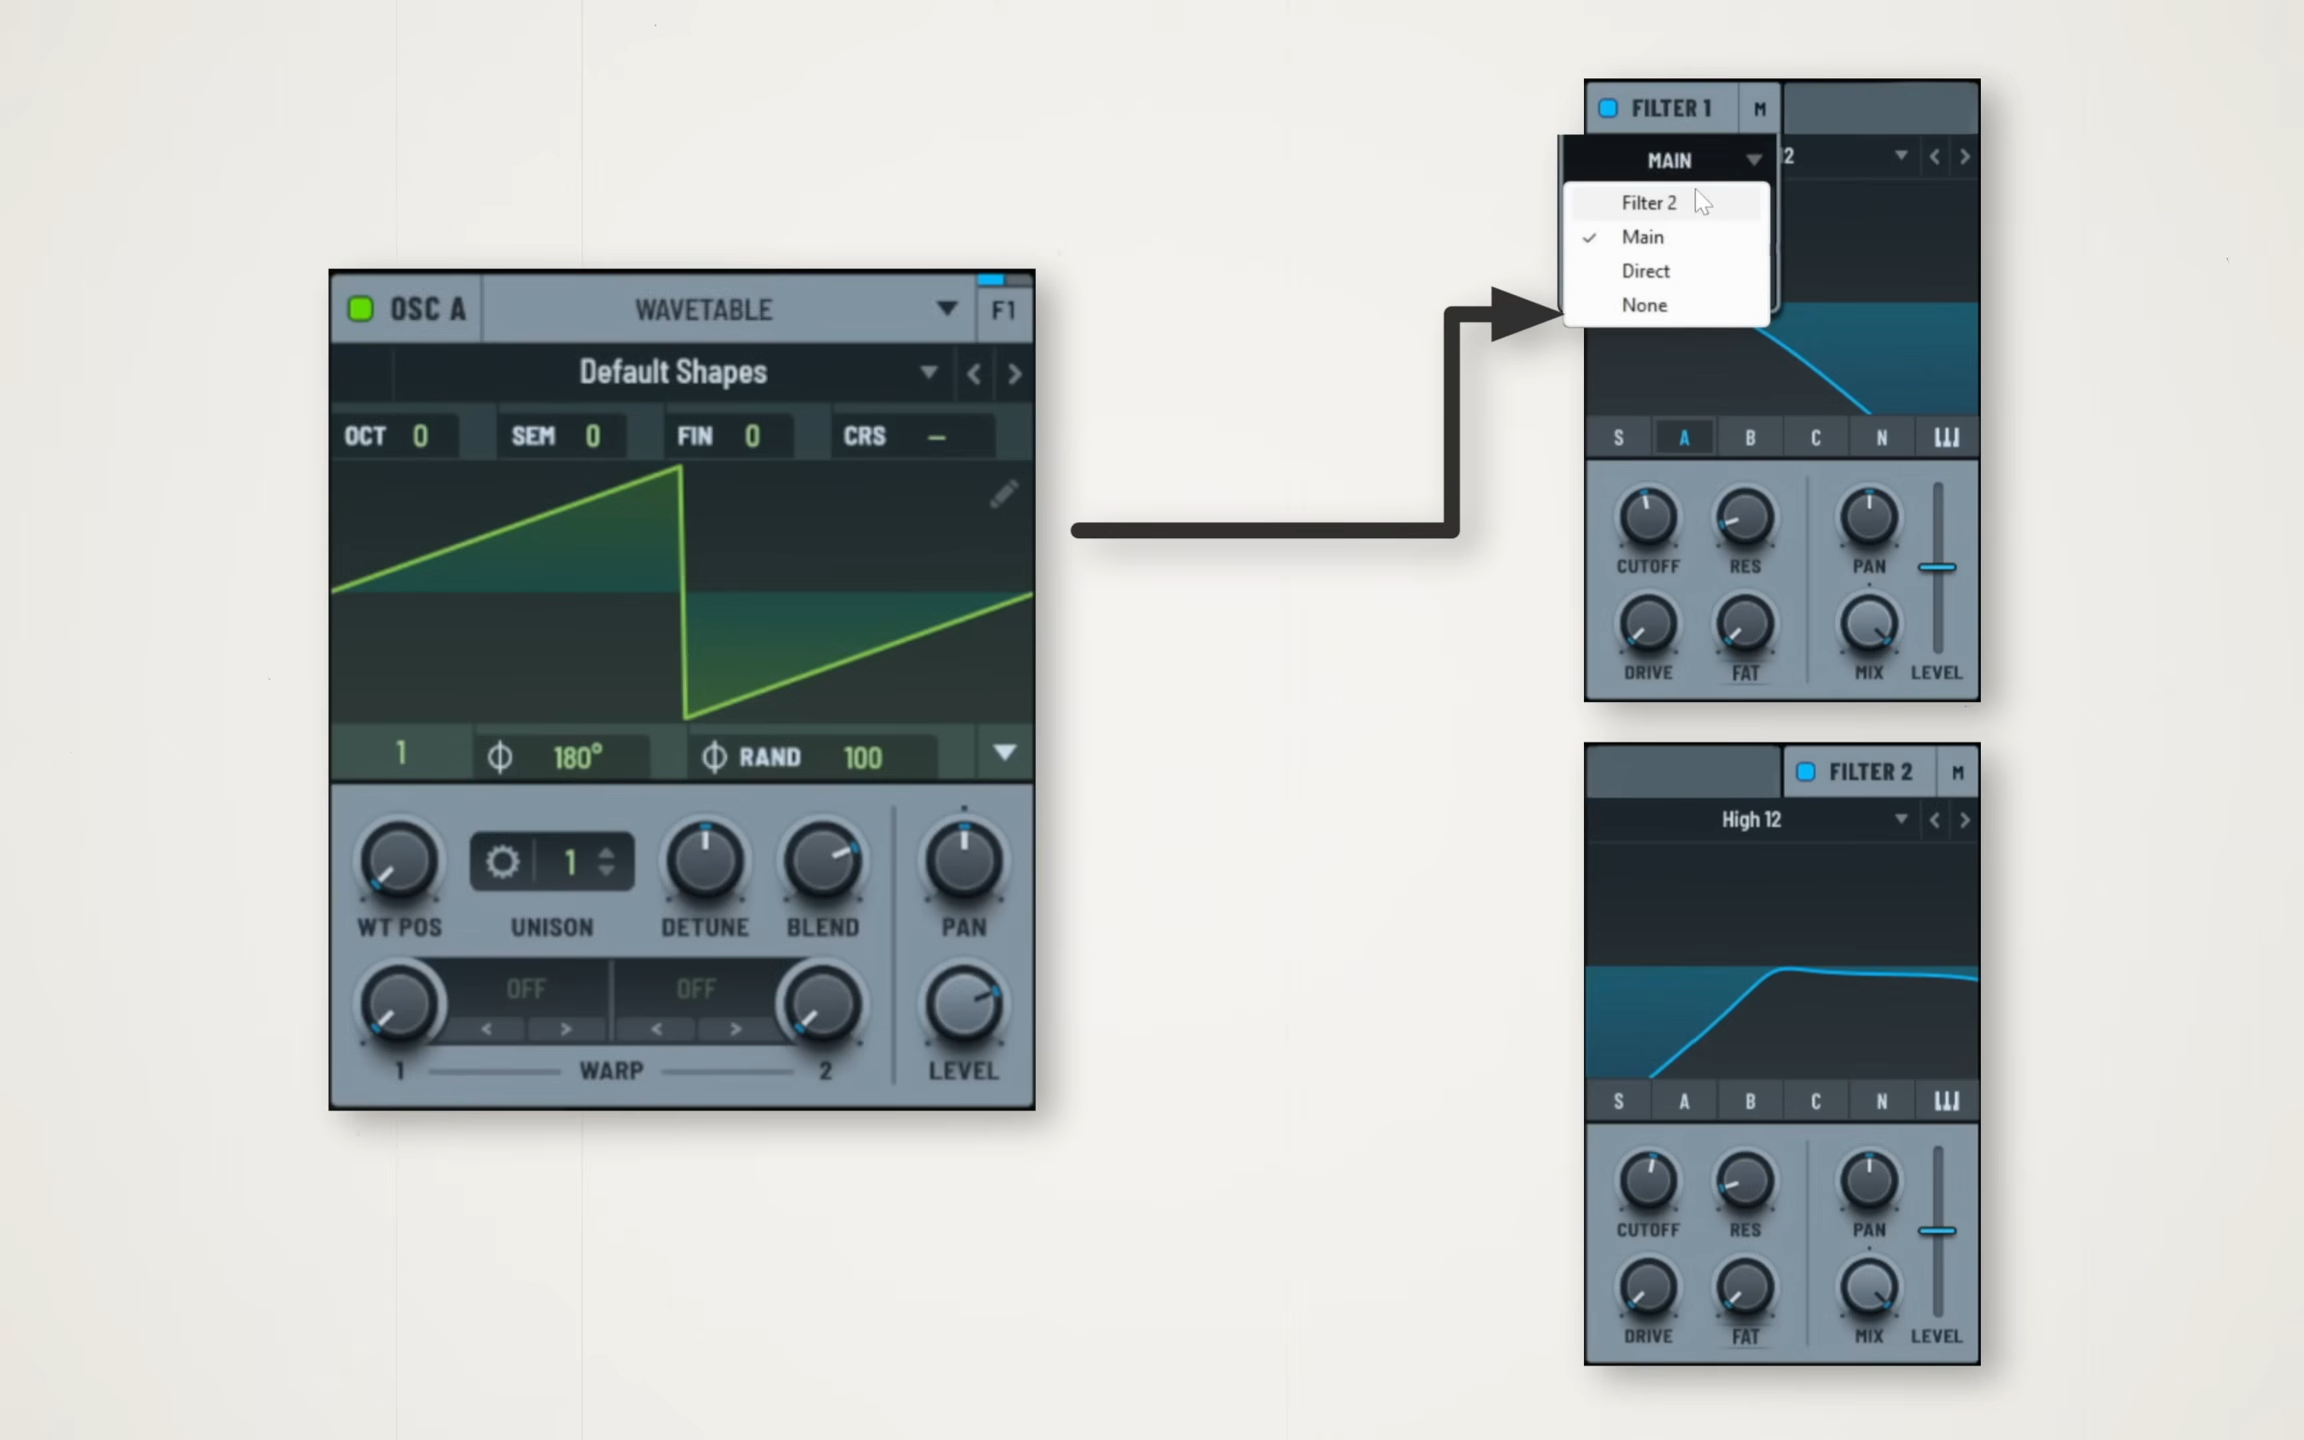 OSC A WAVETABLE F1
Default Shapes
OCT 0 SEM 0 FIN 0 CRS –
1 180° RAND 100
1
WT POS UNISON DETUNE BLEND PAN
OFF OFF
< > < >
1 WARP 2 LEVEL
FILTER 1 M
MAIN
Filter 2
Main
Direct
None
S A B C N
CUTOFF RES PAN
DRIVE FAT MIX LEVEL
FILTER 2 M
High 12
S A B C N
CUTOFF RES PAN
DRIVE FAT MIX LEVEL